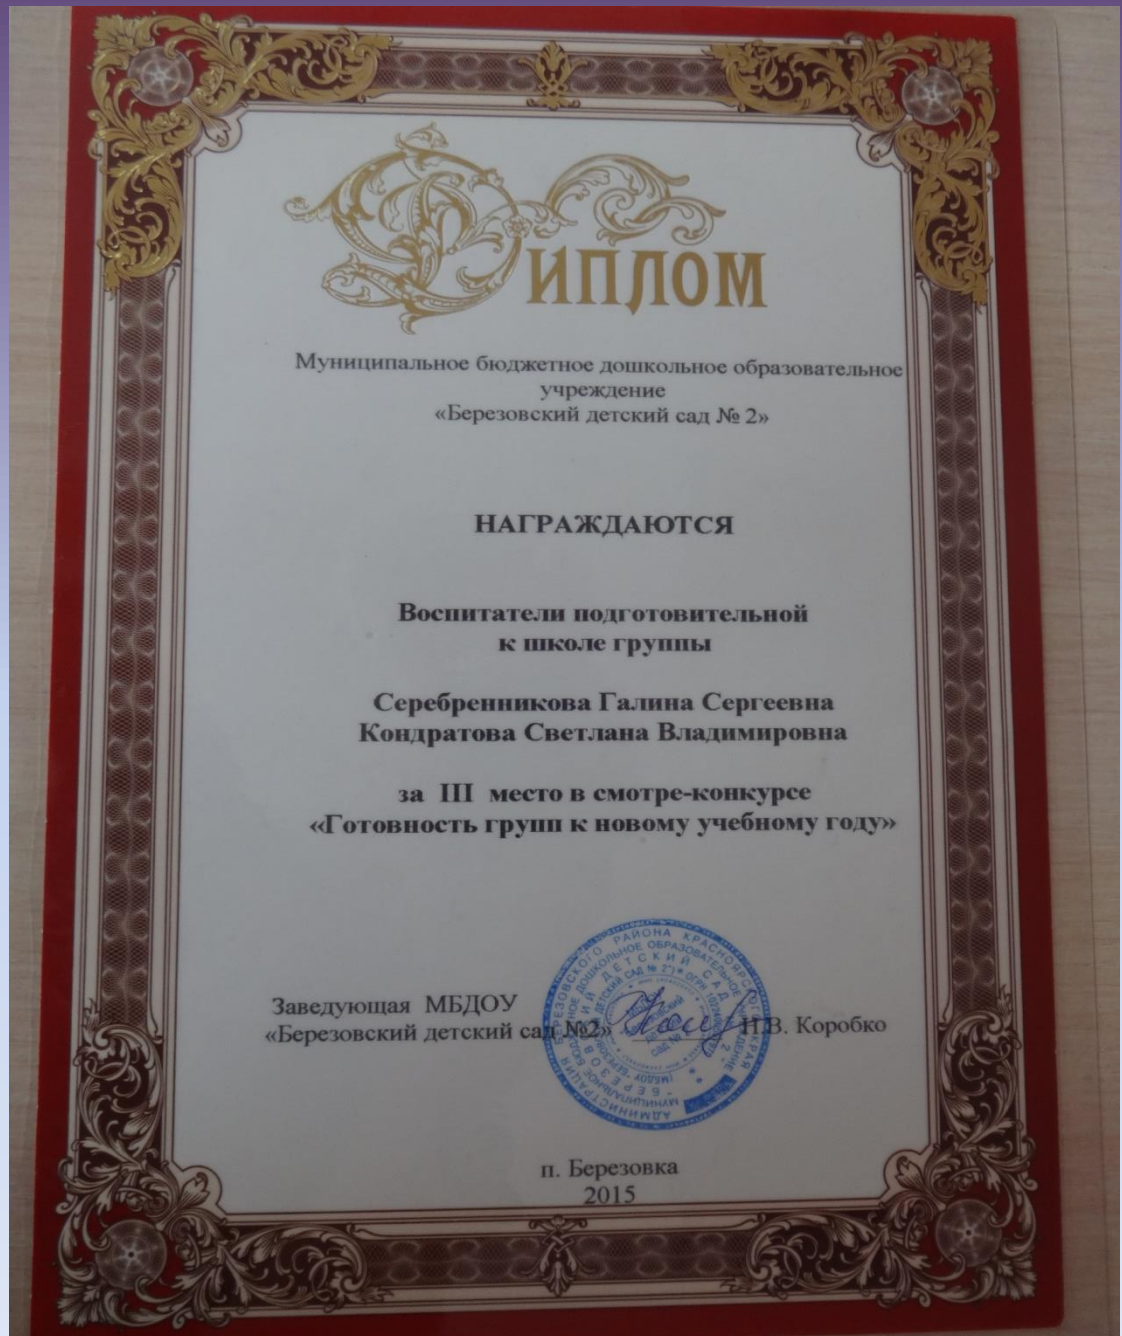 Диплом
Муниципальное бюджетное дошкольное образовательное
учреждение
«Березовский детский сад № 2»
НАГРАЖДАЮТСЯ
Воспитатели подготовительной
к школе группы
Серебренникова Галина Сергеевна
Кондратова Светлана Владимировна
за III место в смотре-конкурсе
«Готовность групп к новому учебному году»
Заведующая МБДОУ
«Березовский детский сад №2» Н.В. Коробко
п. Березовка
2015